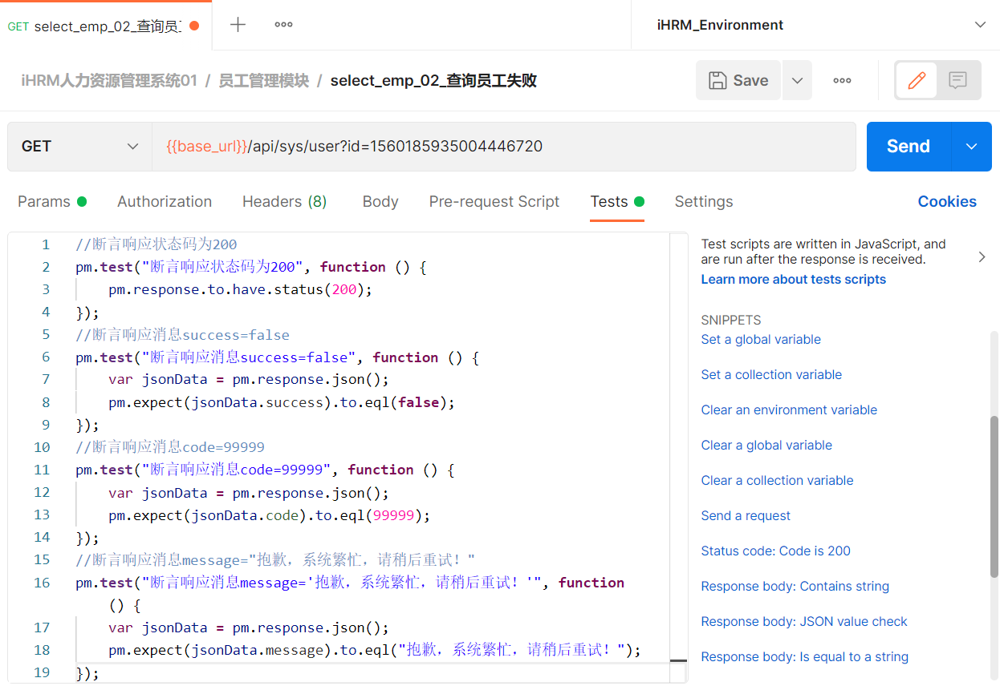 GET select_emp_02_查询员工
iHRM_Environment
iHRM人力资源管理系统01 / 员工管理模块 / select_emp_02_查询员工失败
Save
GET
{{base_url}}/api/sys/user?id=1560185935004446720
Send
Params
Authorization
Headers (8)
Body
Pre-request Script
Tests
Settings
Cookies
1 //断言响应状态码为200
2 pm.test("断言响应状态码为200", function () {
3 pm.response.to.have.status(200);
4 });
5 //断言响应消息success=false
6 pm.test("断言响应消息success=false", function () {
7 var jsonData = pm.response.json();
8 pm.expect(jsonData.success).to.eql(false);
9 });
10 //断言响应消息code=99999
11 pm.test("断言响应消息code=99999", function () {
12 var jsonData = pm.response.json();
13 pm.expect(jsonData.code).to.eql(99999);
14 });
15 //断言响应消息message="抱歉，系统繁忙，请稍后重试！"
16 pm.test("断言响应消息message='抱歉，系统繁忙，请稍后重试！'", function
() {
17 var jsonData = pm.response.json();
18 pm.expect(jsonData.message).to.eql("抱歉，系统繁忙，请稍后重试！");
19 });
Test scripts are written in JavaScript, and
are run after the response is received.
Learn more about tests scripts
SNIPPETS
Set a global variable
Set a collection variable
Clear an environment variable
Clear a global variable
Clear a collection variable
Send a request
Status code: Code is 200
Response body: Contains string
Response body: JSON value check
Response body: Is equal to a string